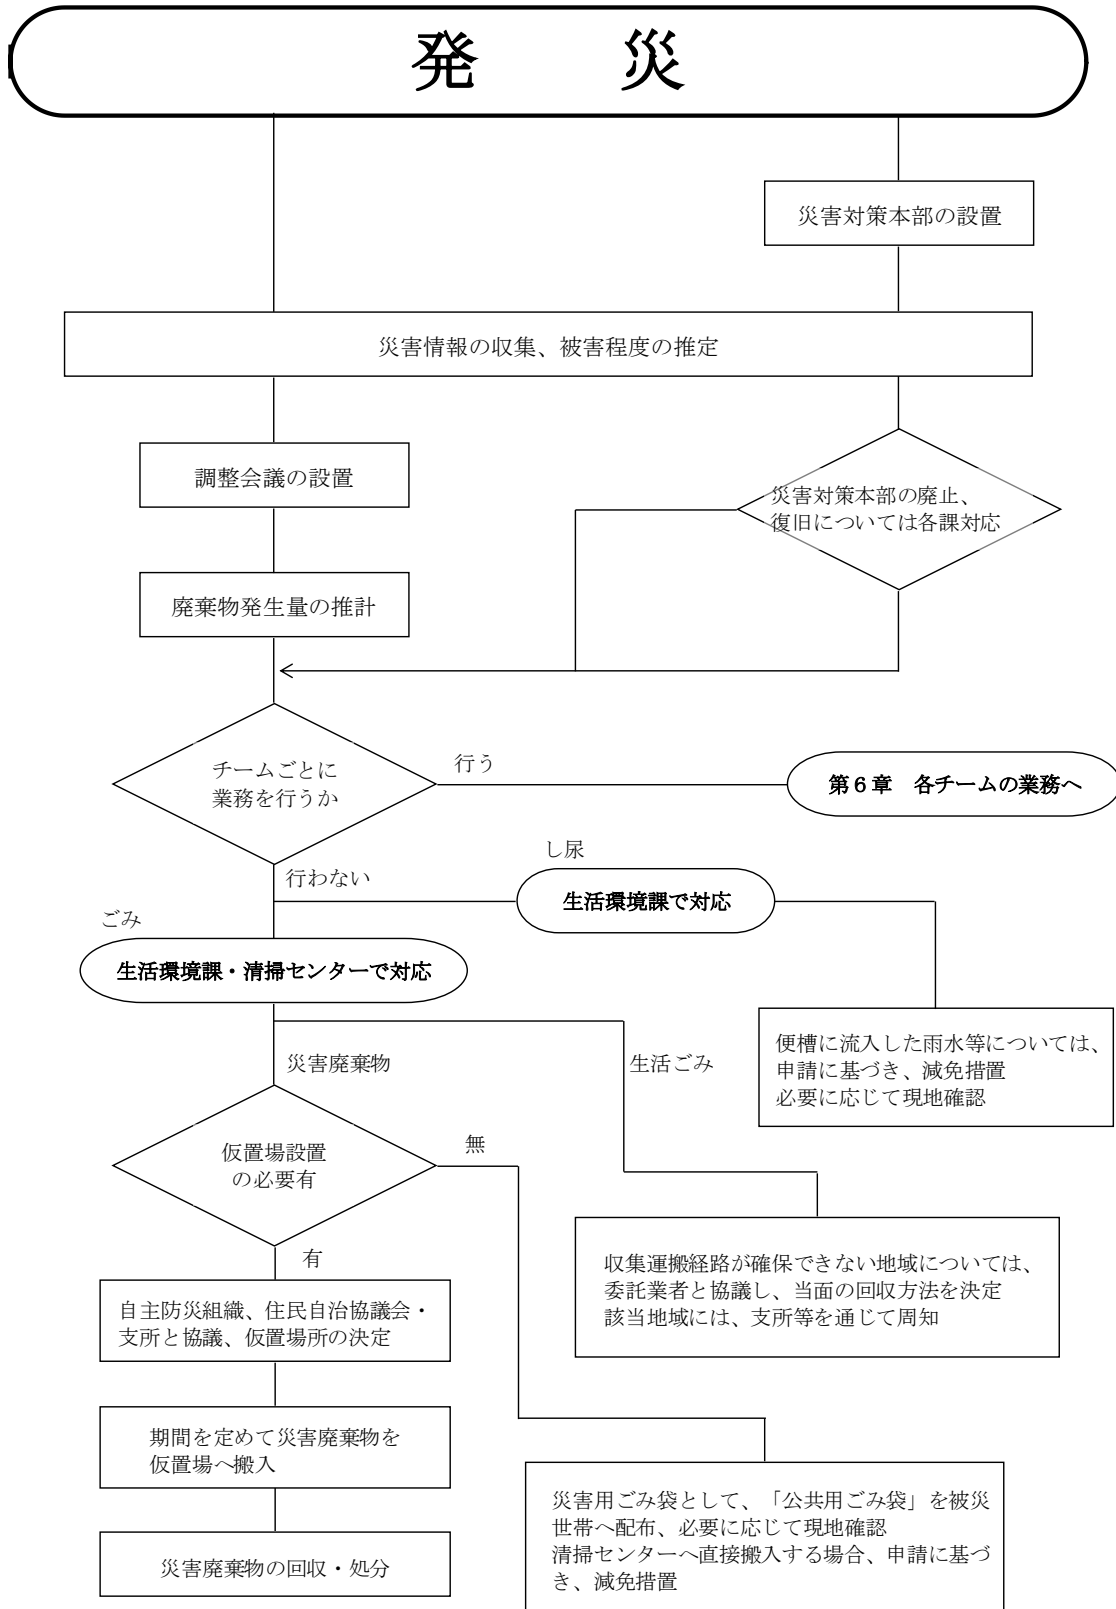 発　　災
災害対策本部の設置
災害情報の収集、被害程度の推定
調整会議の設置
災害対策本部の廃止、
復旧については各課対応
廃棄物発生量の推計
チームごとに
業務を行うか
行う
第６章　各チームの業務へ
行わない
し尿
生活環境課で対応
ごみ
生活環境課・清掃センターで対応
便槽に流入した雨水等については、
申請に基づき、減免措置
必要に応じて現地確認
災害廃棄物
生活ごみ
仮置場設置
の必要有
無
収集運搬経路が確保できない地域については、
委託業者と協議し、当面の回収方法を決定
該当地域には、支所等を通じて周知
有
自主防災組織、住民自治協議会・
支所と協議、仮置場所の決定
期間を定めて災害廃棄物を
仮置場へ搬入
災害用ごみ袋として、「公共用ごみ袋」を被災
世帯へ配布、必要に応じて現地確認
清掃センターへ直接搬入する場合、申請に基づ
き、減免措置
災害廃棄物の回収・処分